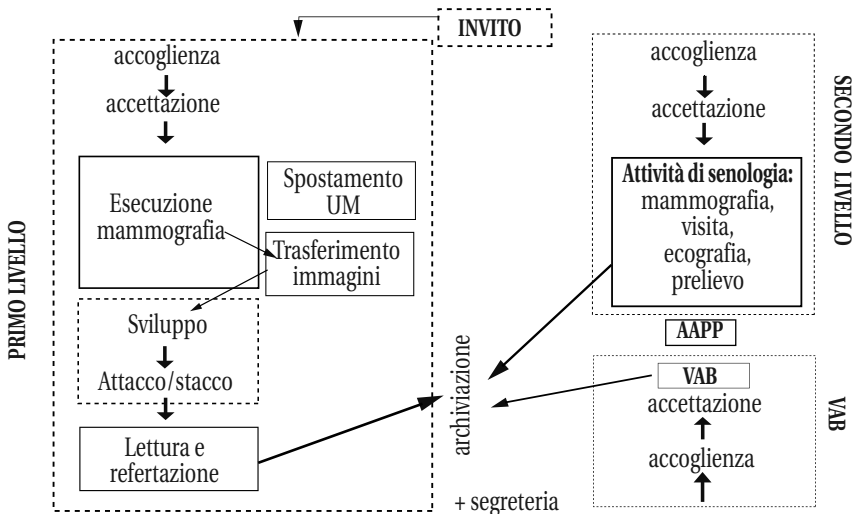 INVITO
PRIMO LIVELLO
accoglienza
accettazione
Esecuzione
mammografia
Spostamento
UM
Trasferimento
immagini
Sviluppo
Attacco/stacco
Lettura e
refertazione
archiviazione
+ segreteria
SECONDO LIVELLO
accoglienza
accettazione
Attività di senologia:
mammografia,
visita,
ecografia,
prelievo
AAPP
VAB
VAB
accettazione
accoglienza